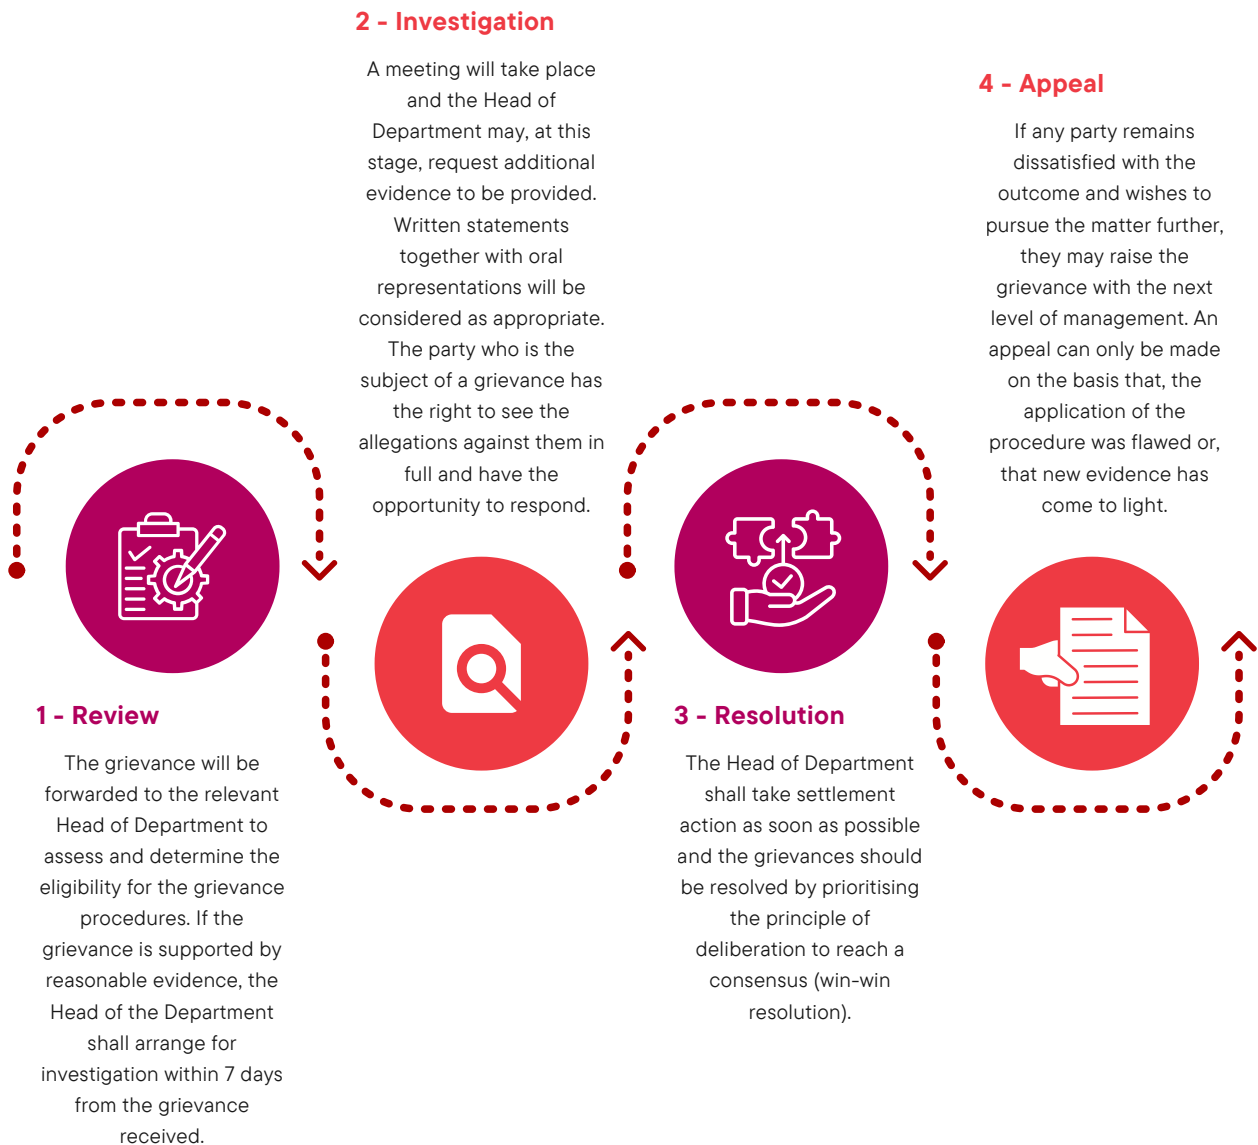 1 - Review
The grievance will be
forwarded to the relevant
Head of Department to
assess and determine the
eligibility for the grievance
procedures. If the
grievance is supported by
reasonable evidence, the
Head of the Department
shall arrange for
investigation within 7 days
from the grievance
received.
2 - Investigation
A meeting will take place
and the Head of
Department may, at this
stage, request additional
evidence to be provided.
Written statements
together with oral
representations will be
considered as appropriate.
The party who is the
subject of a grievance has
the right to see the
allegations against them in
full and have the
opportunity to respond.
3 - Resolution
The Head of Department
shall take settlement
action as soon as possible
and the grievances should
be resolved by prioritising
the principle of
deliberation to reach a
consensus (win-win
resolution).
4 - Appeal
If any party remains
dissatisfied with the
outcome and wishes to
pursue the matter further,
they may raise the
grievance with the next
level of management. An
appeal can only be made
on the basis that, the
application of the
procedure was flawed or,
that new evidence has
come to light.